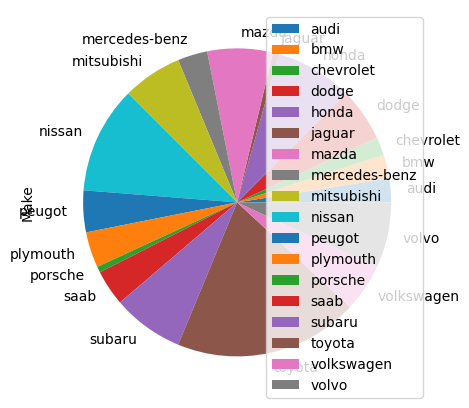 mazda
jaguar
honda
dodge
chevrolet
bmw
audi
volvo
volkswagen
toyota
subaru
saab
porsche
plymouth
peugot
nissan
mitsubishi
mercedes-benz
Make
audi
bmw
chevrolet
dodge
honda
jaguar
mazda
mercedes-benz
mitsubishi
nissan
peugot
plymouth
porsche
saab
subaru
toyota
volkswagen
volvo